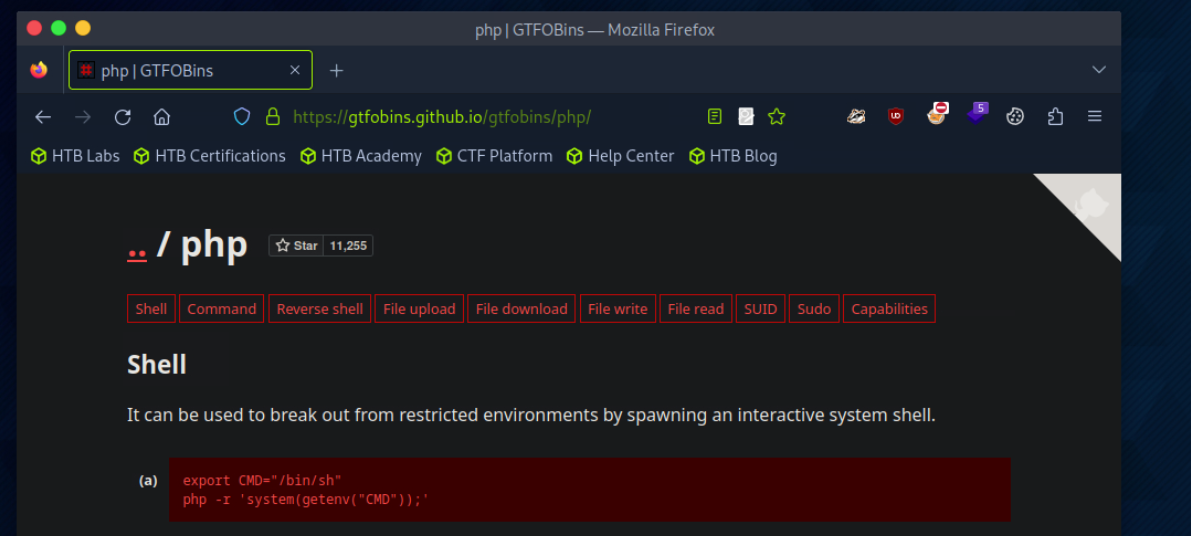 php | GTFOBins — Mozilla Firefox
php | GTFOBins
https://gtfobins.github.io/gtfobins/php/
5
HTB Labs HTB Certifications HTB Academy CTF Platform Help Center HTB Blog
.. / php Star 11,255
Shell Command Reverse shell File upload File download File write File read SUID Sudo Capabilities
Shell
It can be used to break out from restricted environments by spawning an interactive system shell.
(a) export CMD="/bin/sh"
php -r 'system(getenv("CMD"));'